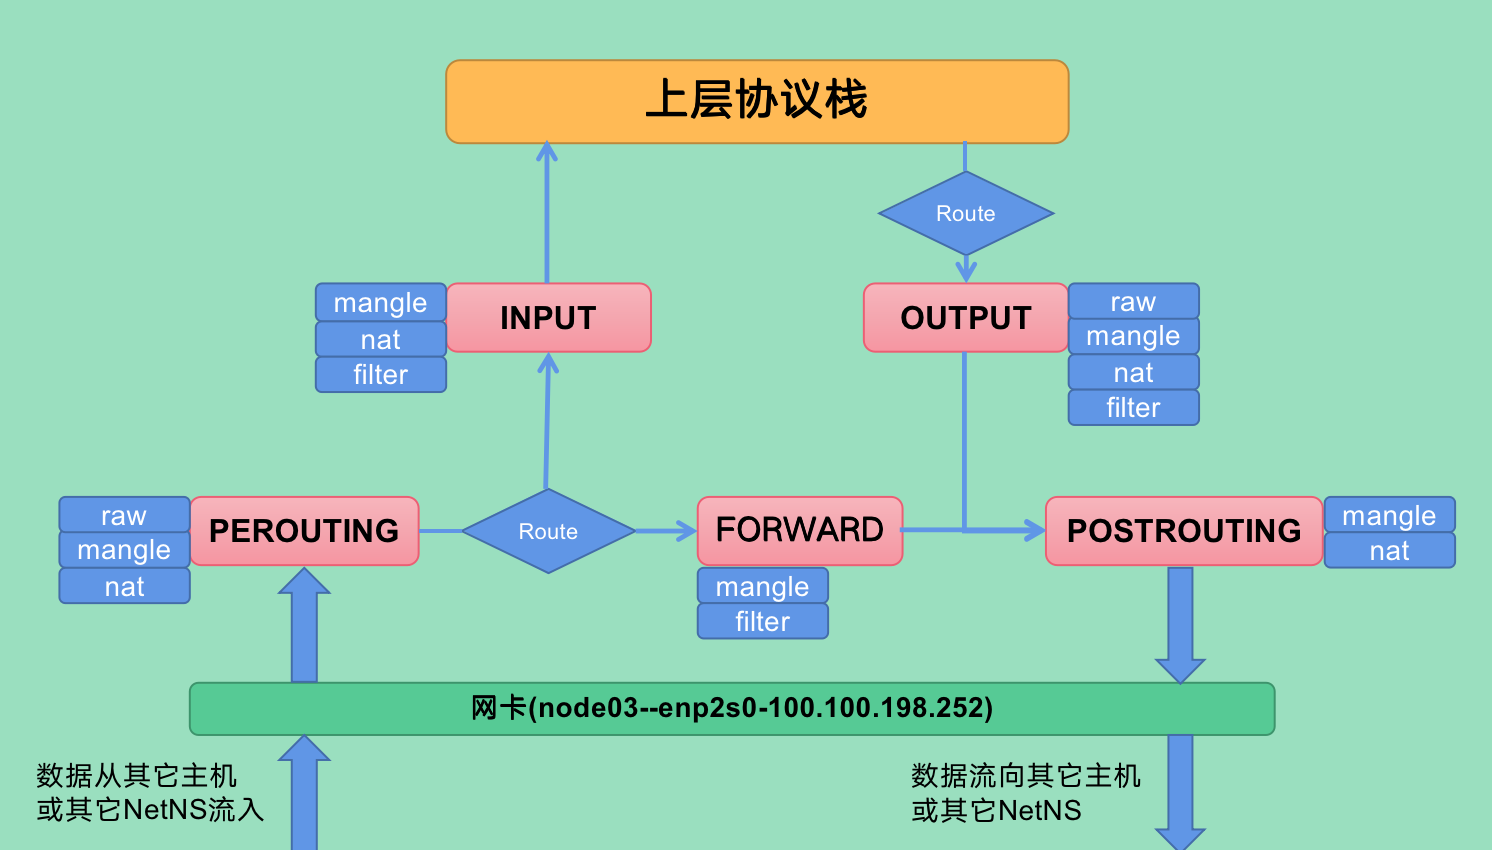 上层协议栈
Route
mangle
nat
filter
INPUT
OUTPUT
raw
mangle
nat
filter
raw
mangle
nat
PEROUTING
Route
FORWARD
mangle
filter
POSTROUTING
mangle
nat
网卡(node03--enp2s0-100.100.198.252)
数据从其它主机
或其它NetNS流入
数据流向其它主机
或其它NetNS